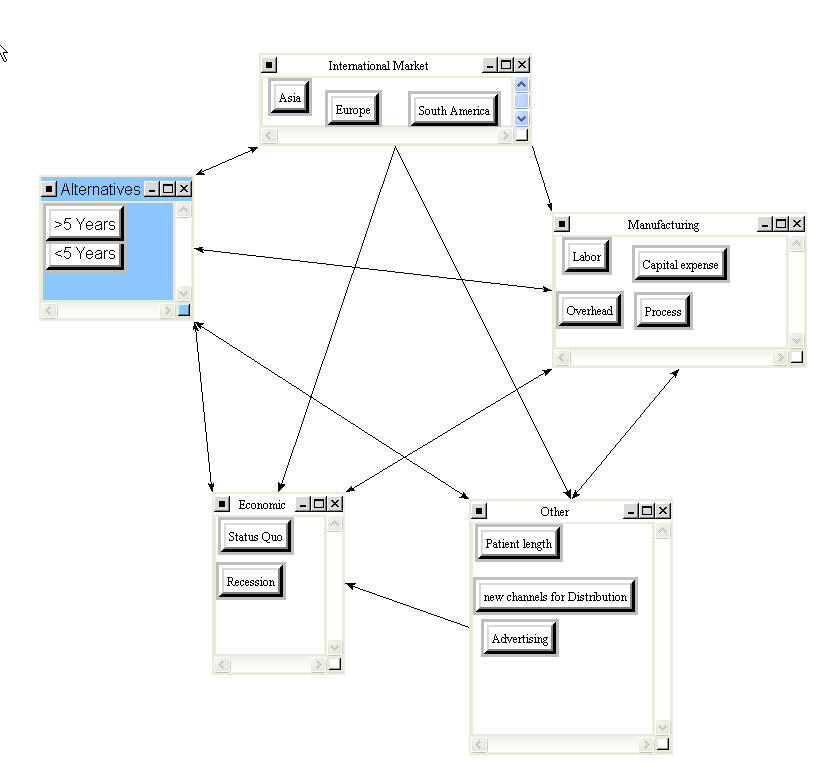 International Market
Asia
Europe
South America
Alternatives
>5 Years
<5 Years
Manufacturing
Labor
Capital expense
Overhead
Process
Economic
Status Quo
Recession
Other
Patient length
new channels for Distribution
Advertising